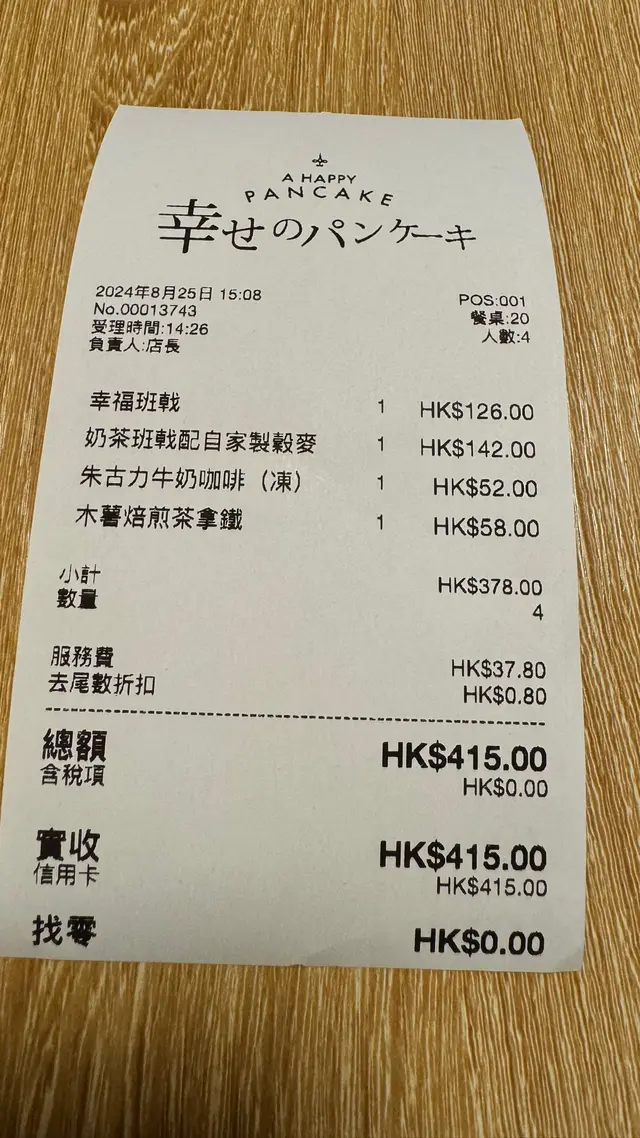 A HAPPY
PANCAKE
幸せのパンケーキ
2024年8月25日 15:08
No.00013743
受理時間:14:26
負責人:店長
POS:001
餐桌:20
人數:4
幸福班戟 1 HK$126.00
奶茶班戟配自家製穀麥 1 HK$142.00
朱古力牛奶咖啡（凍） 1 HK$52.00
木薯焙煎茶拿鐵 1 HK$58.00
小計 HK$378.00
數量 4
服務費 HK$37.80
去尾數折扣 HK$0.80
總額 HK$415.00
含稅項 HK$0.00
實收 HK$415.00
信用卡 HK$415.00
找零 HK$0.00